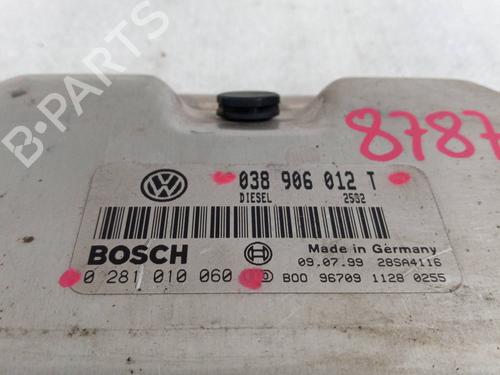 B-PARTS
8787
038 906 012 T
DIESEL 2502
BOSCH
Made in Germany
09.07.99 28SA4116
0 281 010 060
B00 96709 1128 0255